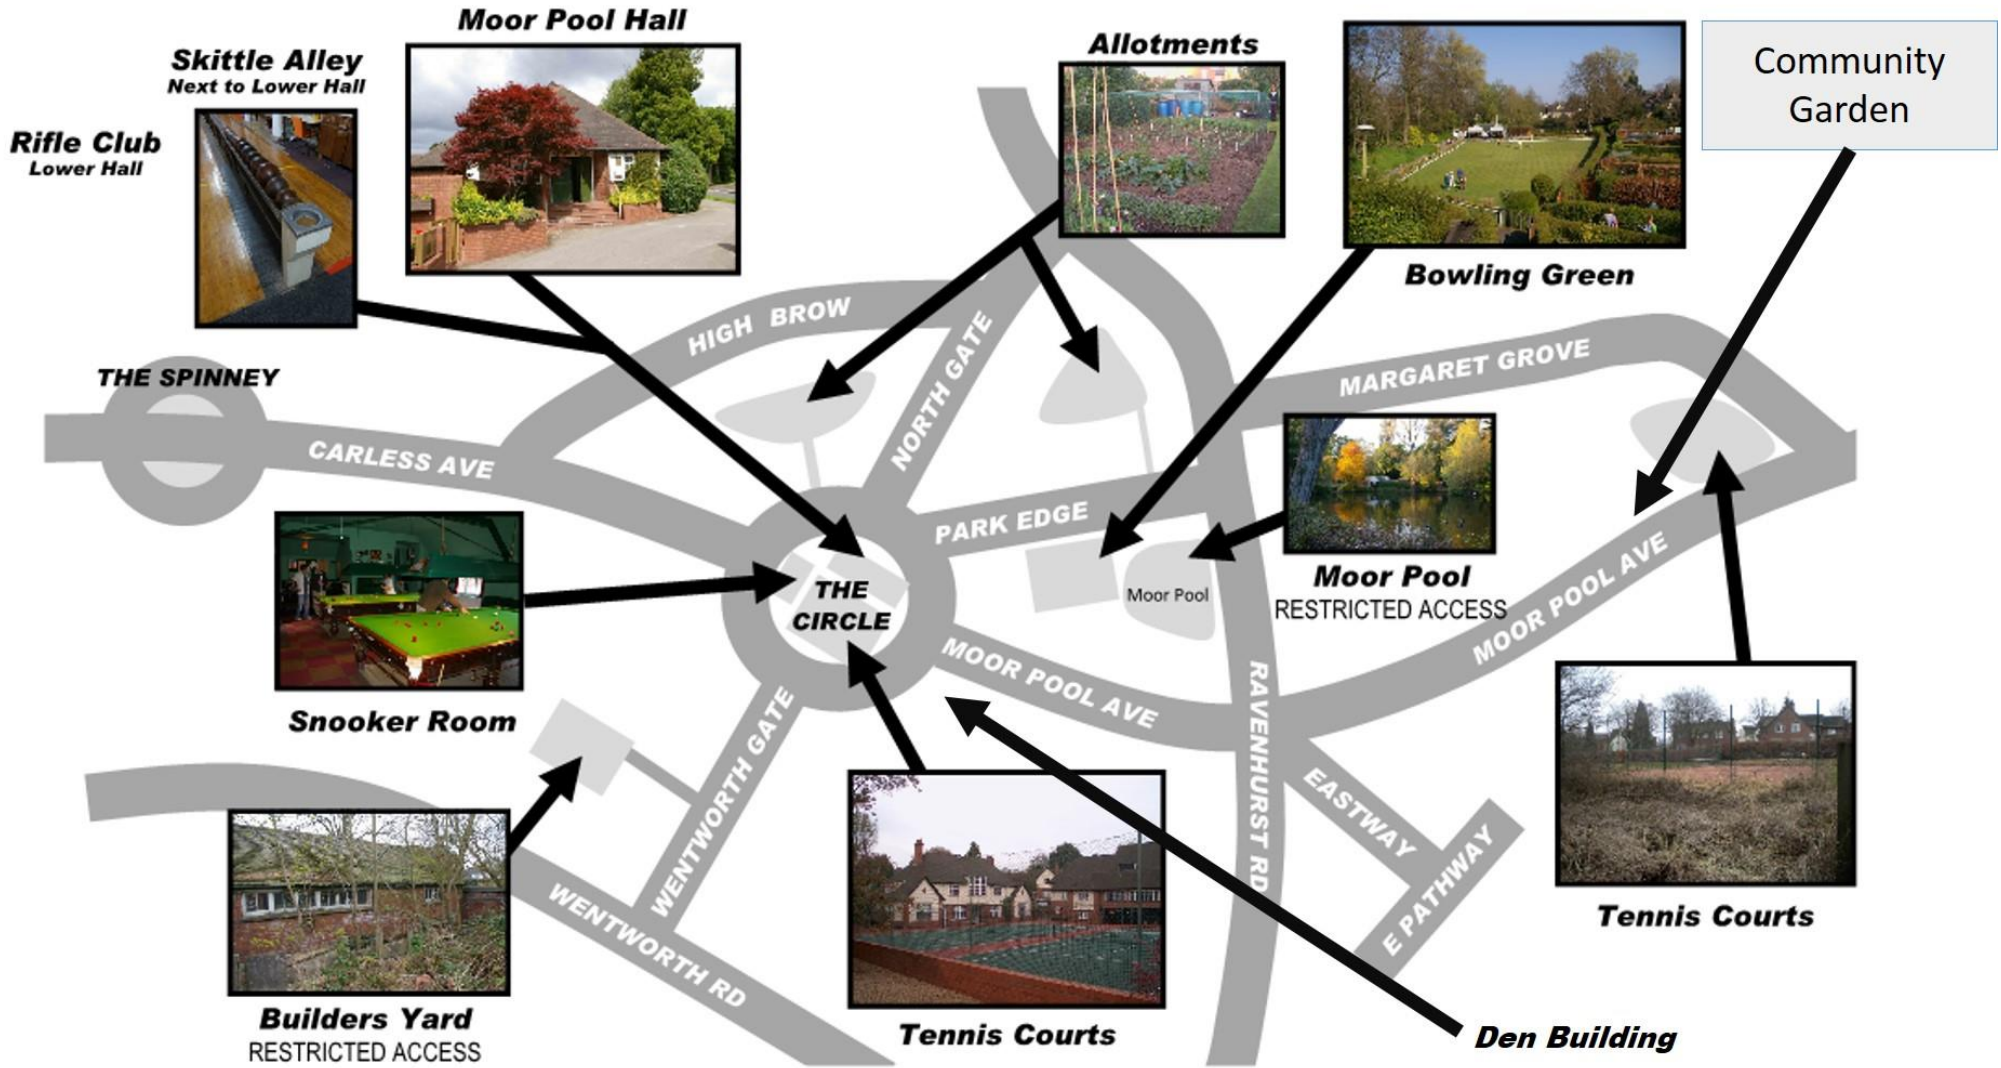 Moor Pool Hall
Skittle Alley
Next to Lower Hall
Rifle Club
Lower Hall
Allotments
Community
Garden
Bowling Green
HIGH BROW
NORTH GATE
MARGARET GROVE
THE SPINNEY
CARLESS AVE
PARK EDGE
Moor Pool
RESTRICTED ACCESS
Moor Pool
THE
CIRCLE
MOOR POOL AVE
MOOR POOL AVE
Snooker Room
WENTWORTH GATE
RAVENHURST RD
EASTWAY
E PATHWAY
WENTWORTH RD
Tennis Courts
Builders Yard
RESTRICTED ACCESS
Tennis Courts
Den Building